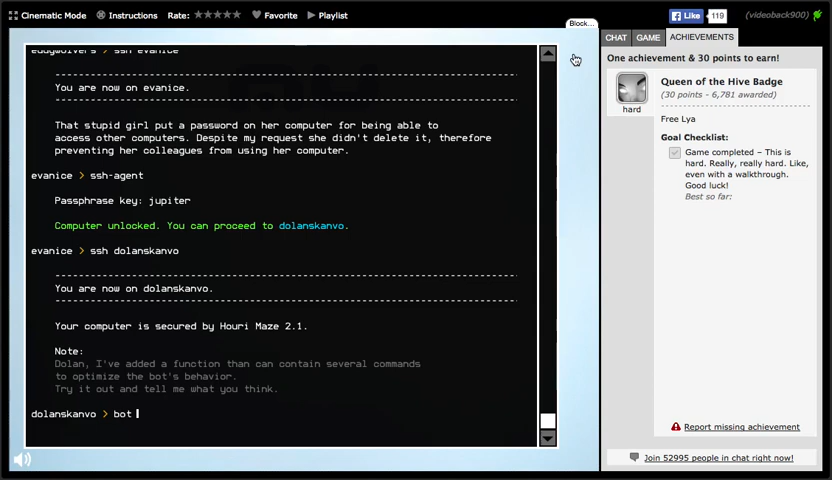 Cinematic Mode
Instructions
Rate:
Favorite
Playlist
Like
119
(videoback900)
Block...
CHAT
GAME
ACHIEVEMENTS
eddywolvers > ssh evanice
You are now on evanice.
That stupid girl put a password on her computer for being able to
access other computers. Despite my request she didn't delete it, therefore
preventing her colleagues from using her computer.
evanice > ssh-agent
Passphrase key: jupiter
Computer unlocked. You can proceed to dolanskanvo.
evanice > ssh dolanskanvo
You are now on dolanskanvo.
Your computer is secured by Houri Maze 2.1.
Note:
Dolan, I've added a function than can contain several commands
to optimize the bot's behavior.
Try it out and tell me what you think.
dolanskanvo > bot
One achievement & 30 points to earn!
hard
Queen of the Hive Badge
(30 points - 6,781 awarded)
Free Lya
Goal Checklist:
Game completed – This is
hard. Really, really hard. Like,
even with a walkthrough.
Good luck!
Best so far:
Report missing achievement
Join 52995 people in chat right now!